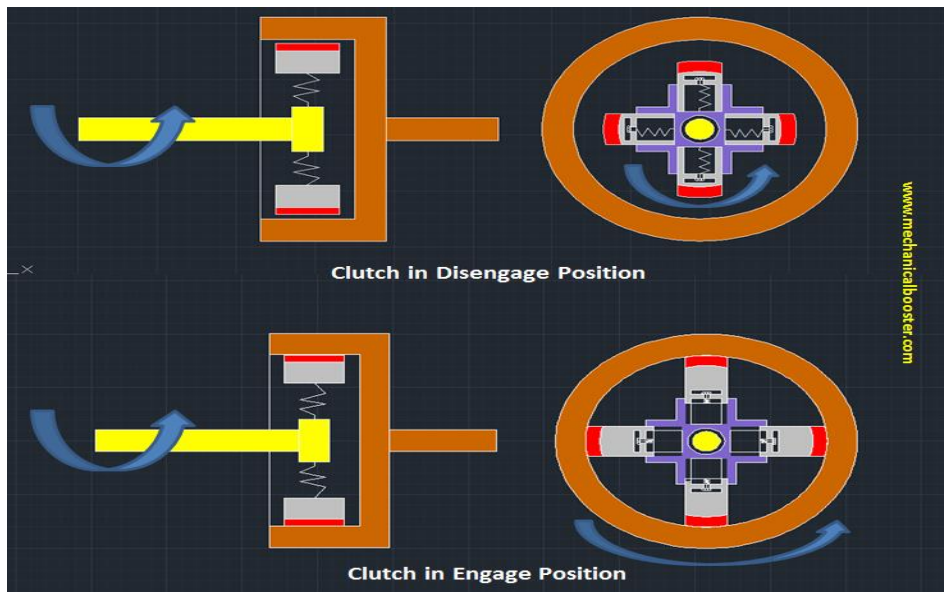 Clutch in Disengage Position
www.mechanicalbooster.com
X
Clutch in Engage Position